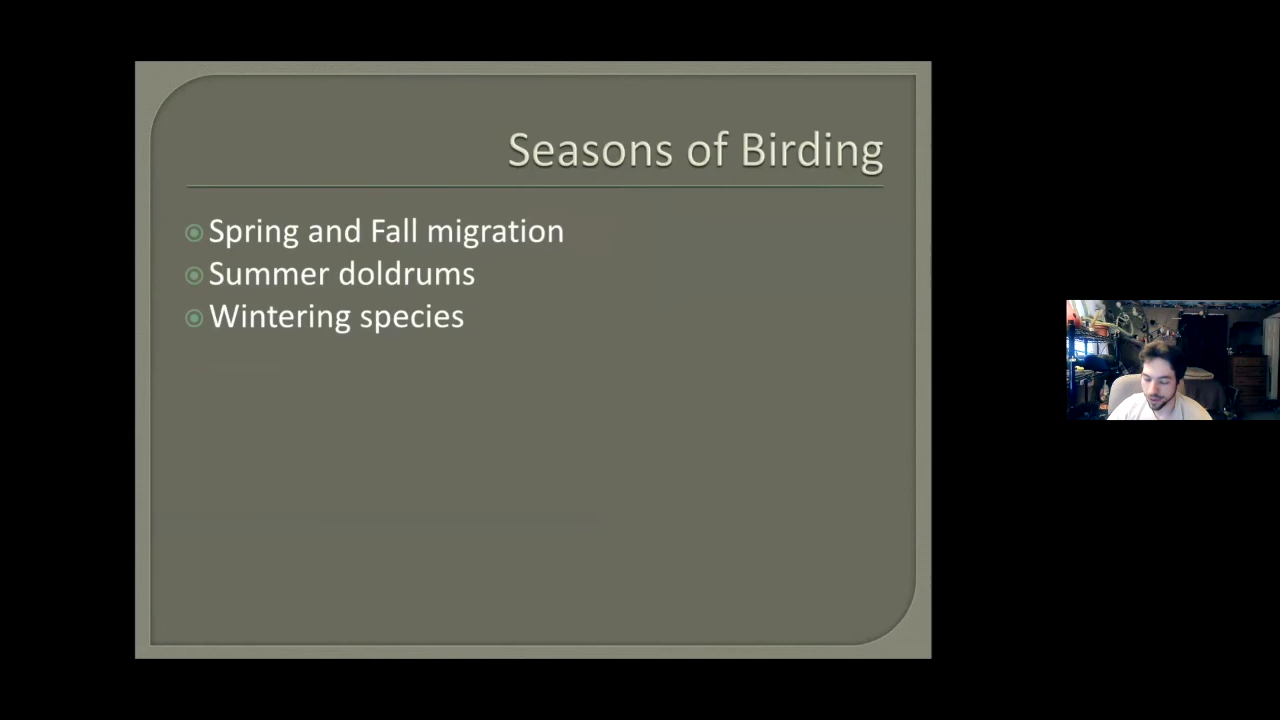 Seasons of Birding
Spring and Fall migration
Summer doldrums
Wintering species